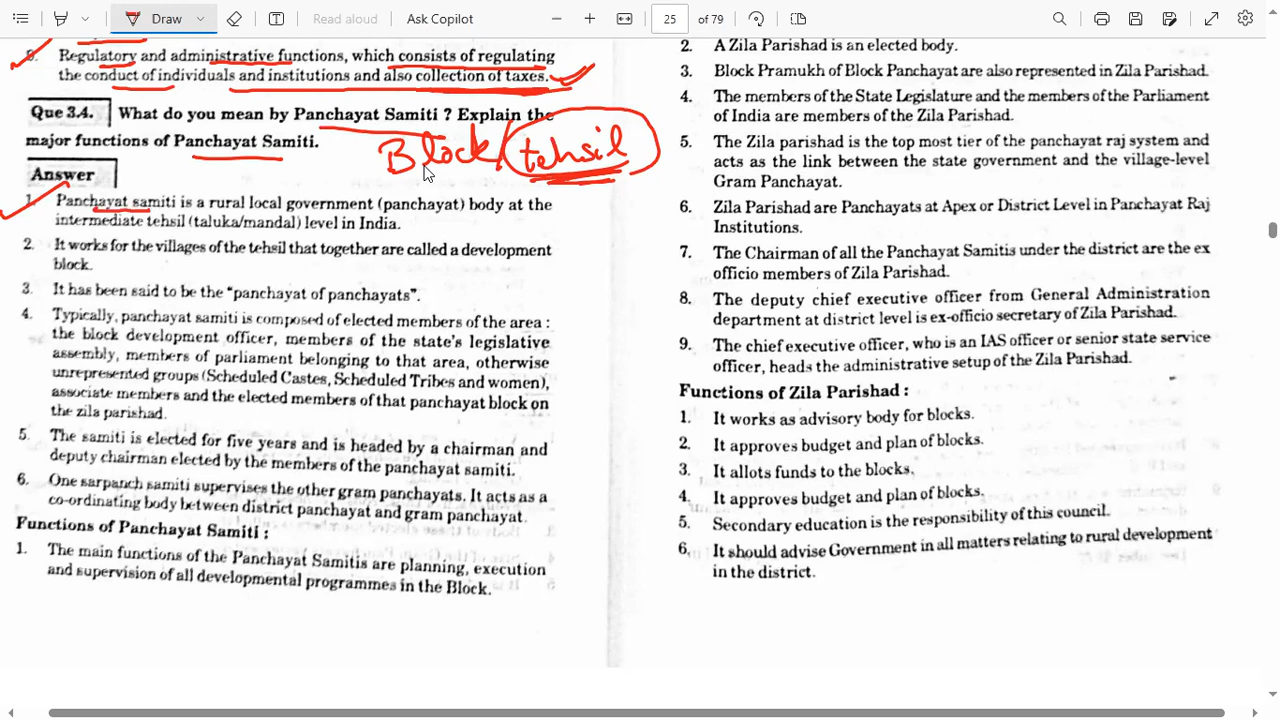 Draw
Read aloud
Ask Copilot
25
of 79
Regulatory and administrative functions, which consists of regulating
the conduct of individuals and institutions and also collection of taxes.
Que 3.4. What do you mean by Panchayat Samiti ? Explain the
major functions of Panchayat Samiti.
Block/tehsil
Answer
1. Panchayat samiti is a rural local government (panchayat) body at the
intermediate tehsil (taluka/mandal) level in India.
2. It works for the villages of the tehsil that together are called a development
block.
3. It has been said to be the “panchayat of panchayats”.
4. Typically, panchayat samiti is composed of elected members of the area :
the block development officer, members of the state's legislative
assembly, members of parliament belonging to that area, otherwise
unrepresented groups (Scheduled Castes, Scheduled Tribes and women),
associate members and the elected members of that panchayat block on
the zila parishad.
5. The samiti is elected for five years and is headed by a chairman and
deputy chairman elected by the members of the panchayat samiti.
6. One sarpanch samiti supervises the other gram panchayats. It acts as a
co-ordinating body between district panchayat and gram panchayat.
Functions of Panchayat Samiti :
1. The main functions of the Panchayat Samitis are planning, execution
and supervision of all developmental programmes in the Block.
2. A Zila Parishad is an elected body.
3. Block Pramukh of Block Panchayat are also represented in Zila Parishad.
4. The members of the State Legislature and the members of the Parliament
of India are members of the Zila Parishad.
5. The Zila parishad is the top most tier of the panchayat raj system and
acts as the link between the state government and the village-level
Gram Panchayat.
6. Zila Parishad are Panchayats at Apex or District Level in Panchayat Raj
Institutions.
7. The Chairman of all the Panchayat Samitis under the district are the ex
officio members of Zila Parishad.
8. The deputy chief executive officer from General Administration
department at district level is ex-officio secretary of Zila Parishad.
9. The chief executive officer, who is an IAS officer or senior state service
officer, heads the administrative setup of the Zila Parishad.
Functions of Zila Parishad :
1. It works as advisory body for blocks.
2. It approves budget and plan of blocks.
3. It allots funds to the blocks.
4. It approves budget and plan of blocks.
5. Secondary education is the responsibility of this council.
6. It should advise Government in all matters relating to rural development
in the district.